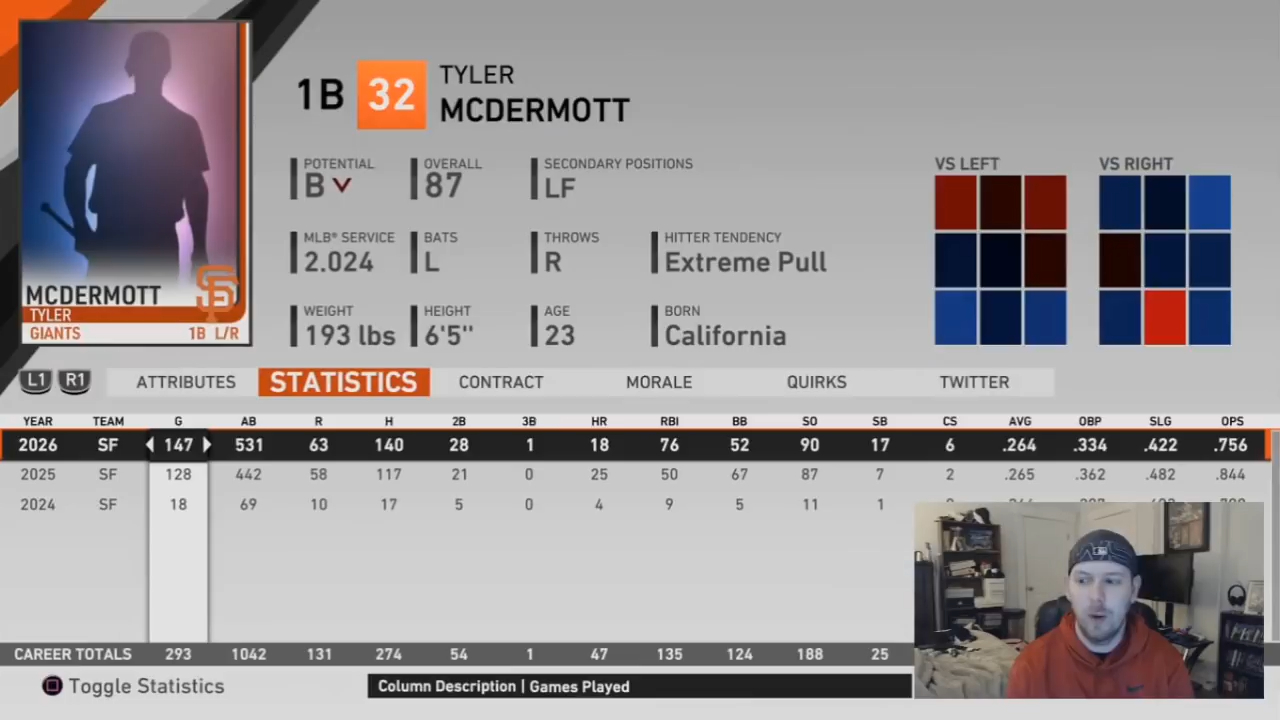 TYLER
1B 32 MCDERMOTT
POTENTIAL OVERALL SECONDARY POSITIONS
B 87 LF
MLB® SERVICE BATS THROWS HITTER TENDENCY
2.024 L R Extreme Pull
WEIGHT HEIGHT AGE BORN
193 lbs 6'5" 23 California
VS LEFT VS RIGHT
MCDERMOTT
TYLER
GIANTS 1B L/R
SF
L1 R1 ATTRIBUTES STATISTICS CONTRACT MORALE QUIRKS TWITTER
YEAR TEAM G AB R H 2B 3B HR RBI BB SO SB CS AVG OBP SLG OPS
2026 SF 147 531 63 140 28 1 18 76 52 90 17 6 .264 .334 .422 .756
2025 SF 128 442 58 117 21 0 25 50 67 87 7 2 .265 .362 .482 .844
2024 SF 18 69 10 17 5 0 4 9 5 11 1
CAREER TOTALS 293 1042 131 274 54 1 47 135 124 188 25
Toggle Statistics
Column Description | Games Played